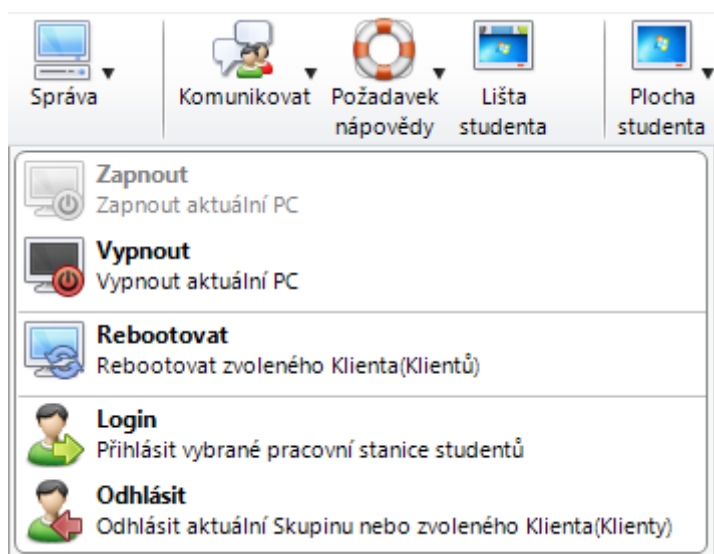 Správa
Komunikovat
Požadavek
nápovědy
Lišta
studenta
Plocha
studenta
Zapnout
Zapnout aktuální PC
Vypnout
Vypnout aktuální PC
Rebootovat
Rebootovat zvoleného Klienta(Klientů)
Login
Přihlásit vybrané pracovní stanice studentů
Odhlásit
Odhlásit aktuální Skupinu nebo zvoleného Klienta(Klienty)